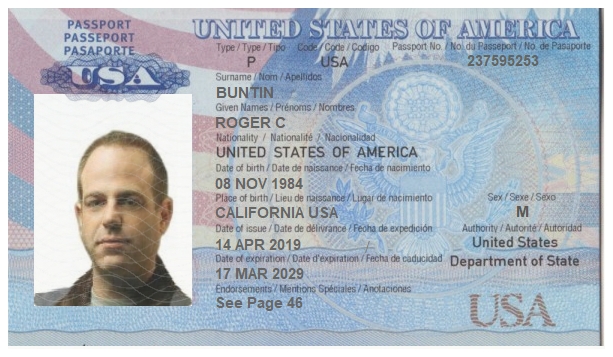 PASSPORT
PASSEPORT
PASAPORTE
USA
UNITED STATES OF AMERICA
Type / Type / Tipo Code / Code / Codigo Passport No. / No. du Passeport / No. de Pasaporte
P USA 237595253
Surname / Nom / Apellidos
BUNTIN
Given Names / Prénoms / Nombres
ROGER C
Nationality / Nationalité / Nacionalidad
UNITED STATES OF AMERICA
Date of birth / Date de naissance / Fecha de nacimiento
08 NOV 1984
Place of birth / Lieu de naissance / Lugar de nacimiento Sex / Sexe / Sexo
CALIFORNIA USA M
Date of issue / Date de délivrance / Fecha de expedición Authority / Autorité / Autoridad
14 APR 2019 United States
Date of expiration / Date d'expiration / Fecha de caducidad Department of State
17 MAR 2029
Endorsements / Mentions Spéciales / Anotaciones
See Page 46
USA